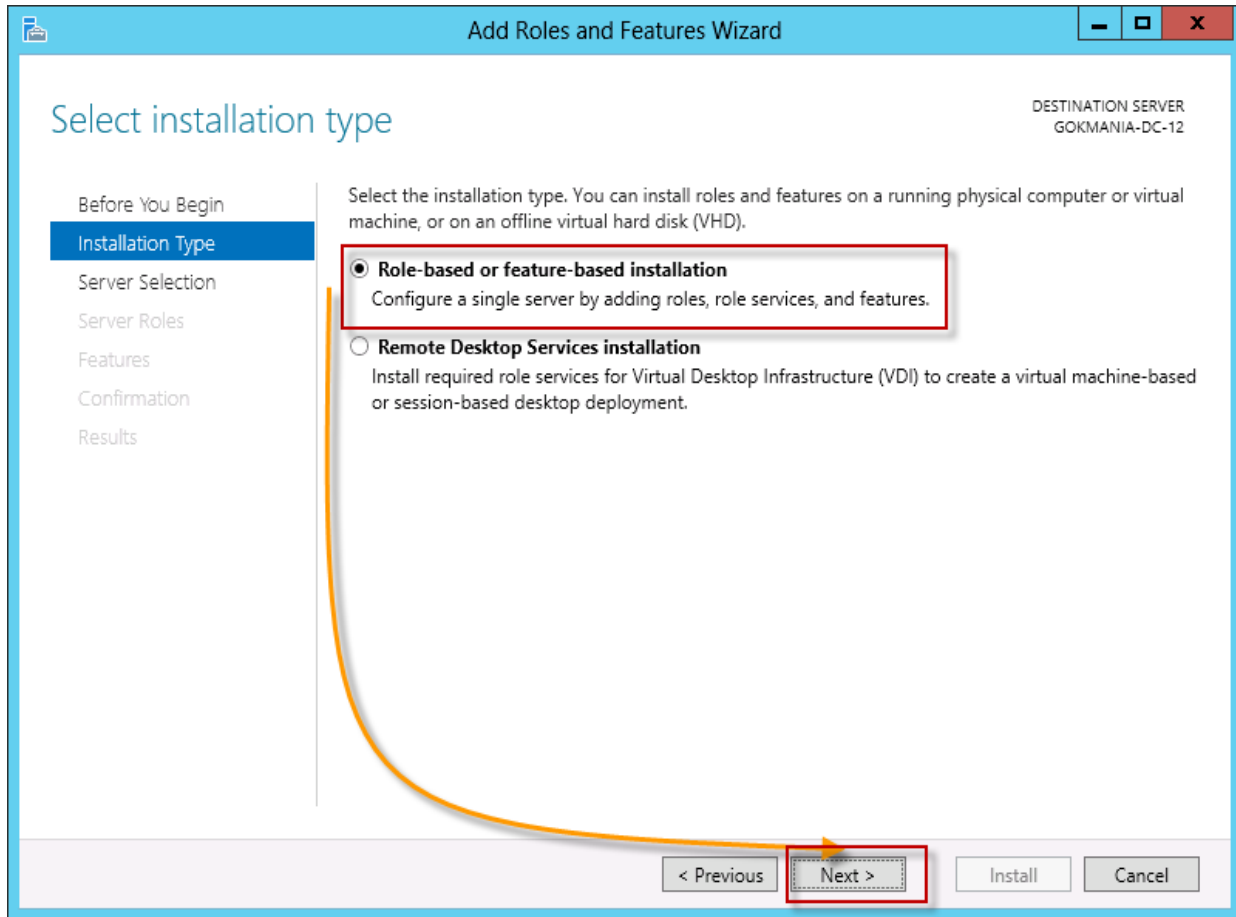 Add Roles and Features Wizard
Select installation type
DESTINATION SERVER
GOKMANIA-DC-12
Before You Begin
Installation Type
Server Selection
Server Roles
Features
Confirmation
Results
Select the installation type. You can install roles and features on a running physical computer or virtual
machine, or on an offline virtual hard disk (VHD).
Role-based or feature-based installation
Configure a single server by adding roles, role services, and features.
Remote Desktop Services installation
Install required role services for Virtual Desktop Infrastructure (VDI) to create a virtual machine-based
or session-based desktop deployment.
< Previous
Next >
Install
Cancel